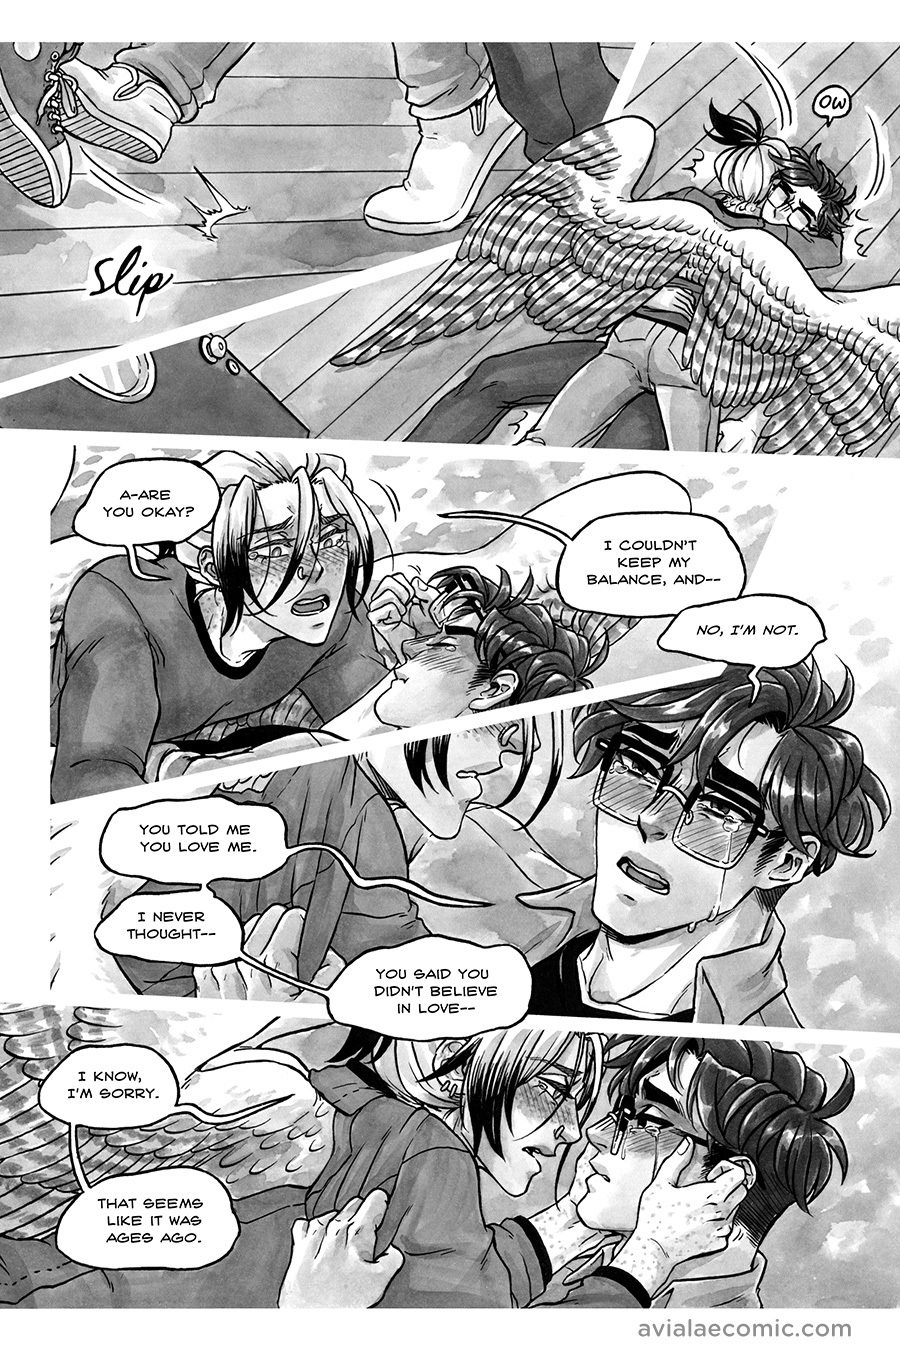 OW
Slip
A-ARE
YOU OKAY?
I COULDN'T
KEEP MY
BALANCE, AND--
NO, I'M NOT.
YOU TOLD ME
YOU LOVE ME.
I NEVER
THOUGHT--
YOU SAID YOU
DIDN'T BELIEVE
IN LOVE--
I KNOW,
I'M SORRY.
THAT SEEMS
LIKE IT WAS
AGES AGO.
avialaecomic.com